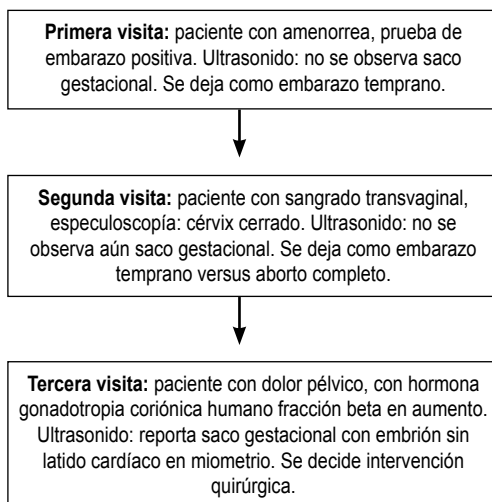 Primera visita: paciente con amenorrea, prueba de
embarazo positiva. Ultrasonido: no se observa saco
gestacional. Se deja como embarazo temprano.
Segunda visita: paciente con sangrado transvaginal,
especuloscopía: cérvix cerrado. Ultrasonido: no se
observa aún saco gestacional. Se deja como embarazo
temprano versus aborto completo.
Tercera visita: paciente con dolor pélvico, con hormona
gonadotropia coriónica humano fracción beta en aumento.
Ultrasonido: reporta saco gestacional con embrión sin
latido cardíaco en miometrio. Se decide intervención
quirúrgica.